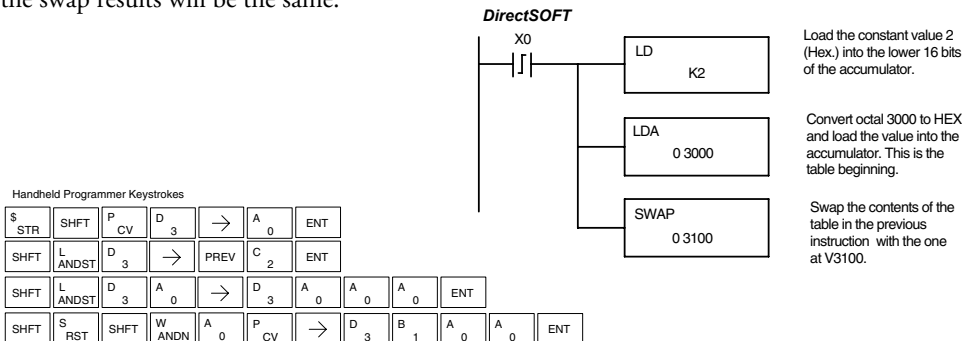 the swap results will be the same.
DirectSOFT
X0
LD
K2
Load the constant value 2
(Hex.) into the lower 16 bits
of the accumulator.
LDA
0 3000
Convert octal 3000 to HEX
and load the value into the
accumulator. This is the
table beginning.
SWAP
0 3100
Swap the contents of the
table in the previous
instruction with the one
at V3100.
Handheld Programmer Keystrokes
$ STR SHFT P CV D 3 → A 0 ENT
SHFT L ANDST D 3 → PREV C 2 ENT
SHFT L ANDST D 3 A 0 → D 3 A 0 A 0 A 0 ENT
SHFT S RST SHFT W ANDN A 0 P CV → D 3 B 1 A 0 A 0 ENT